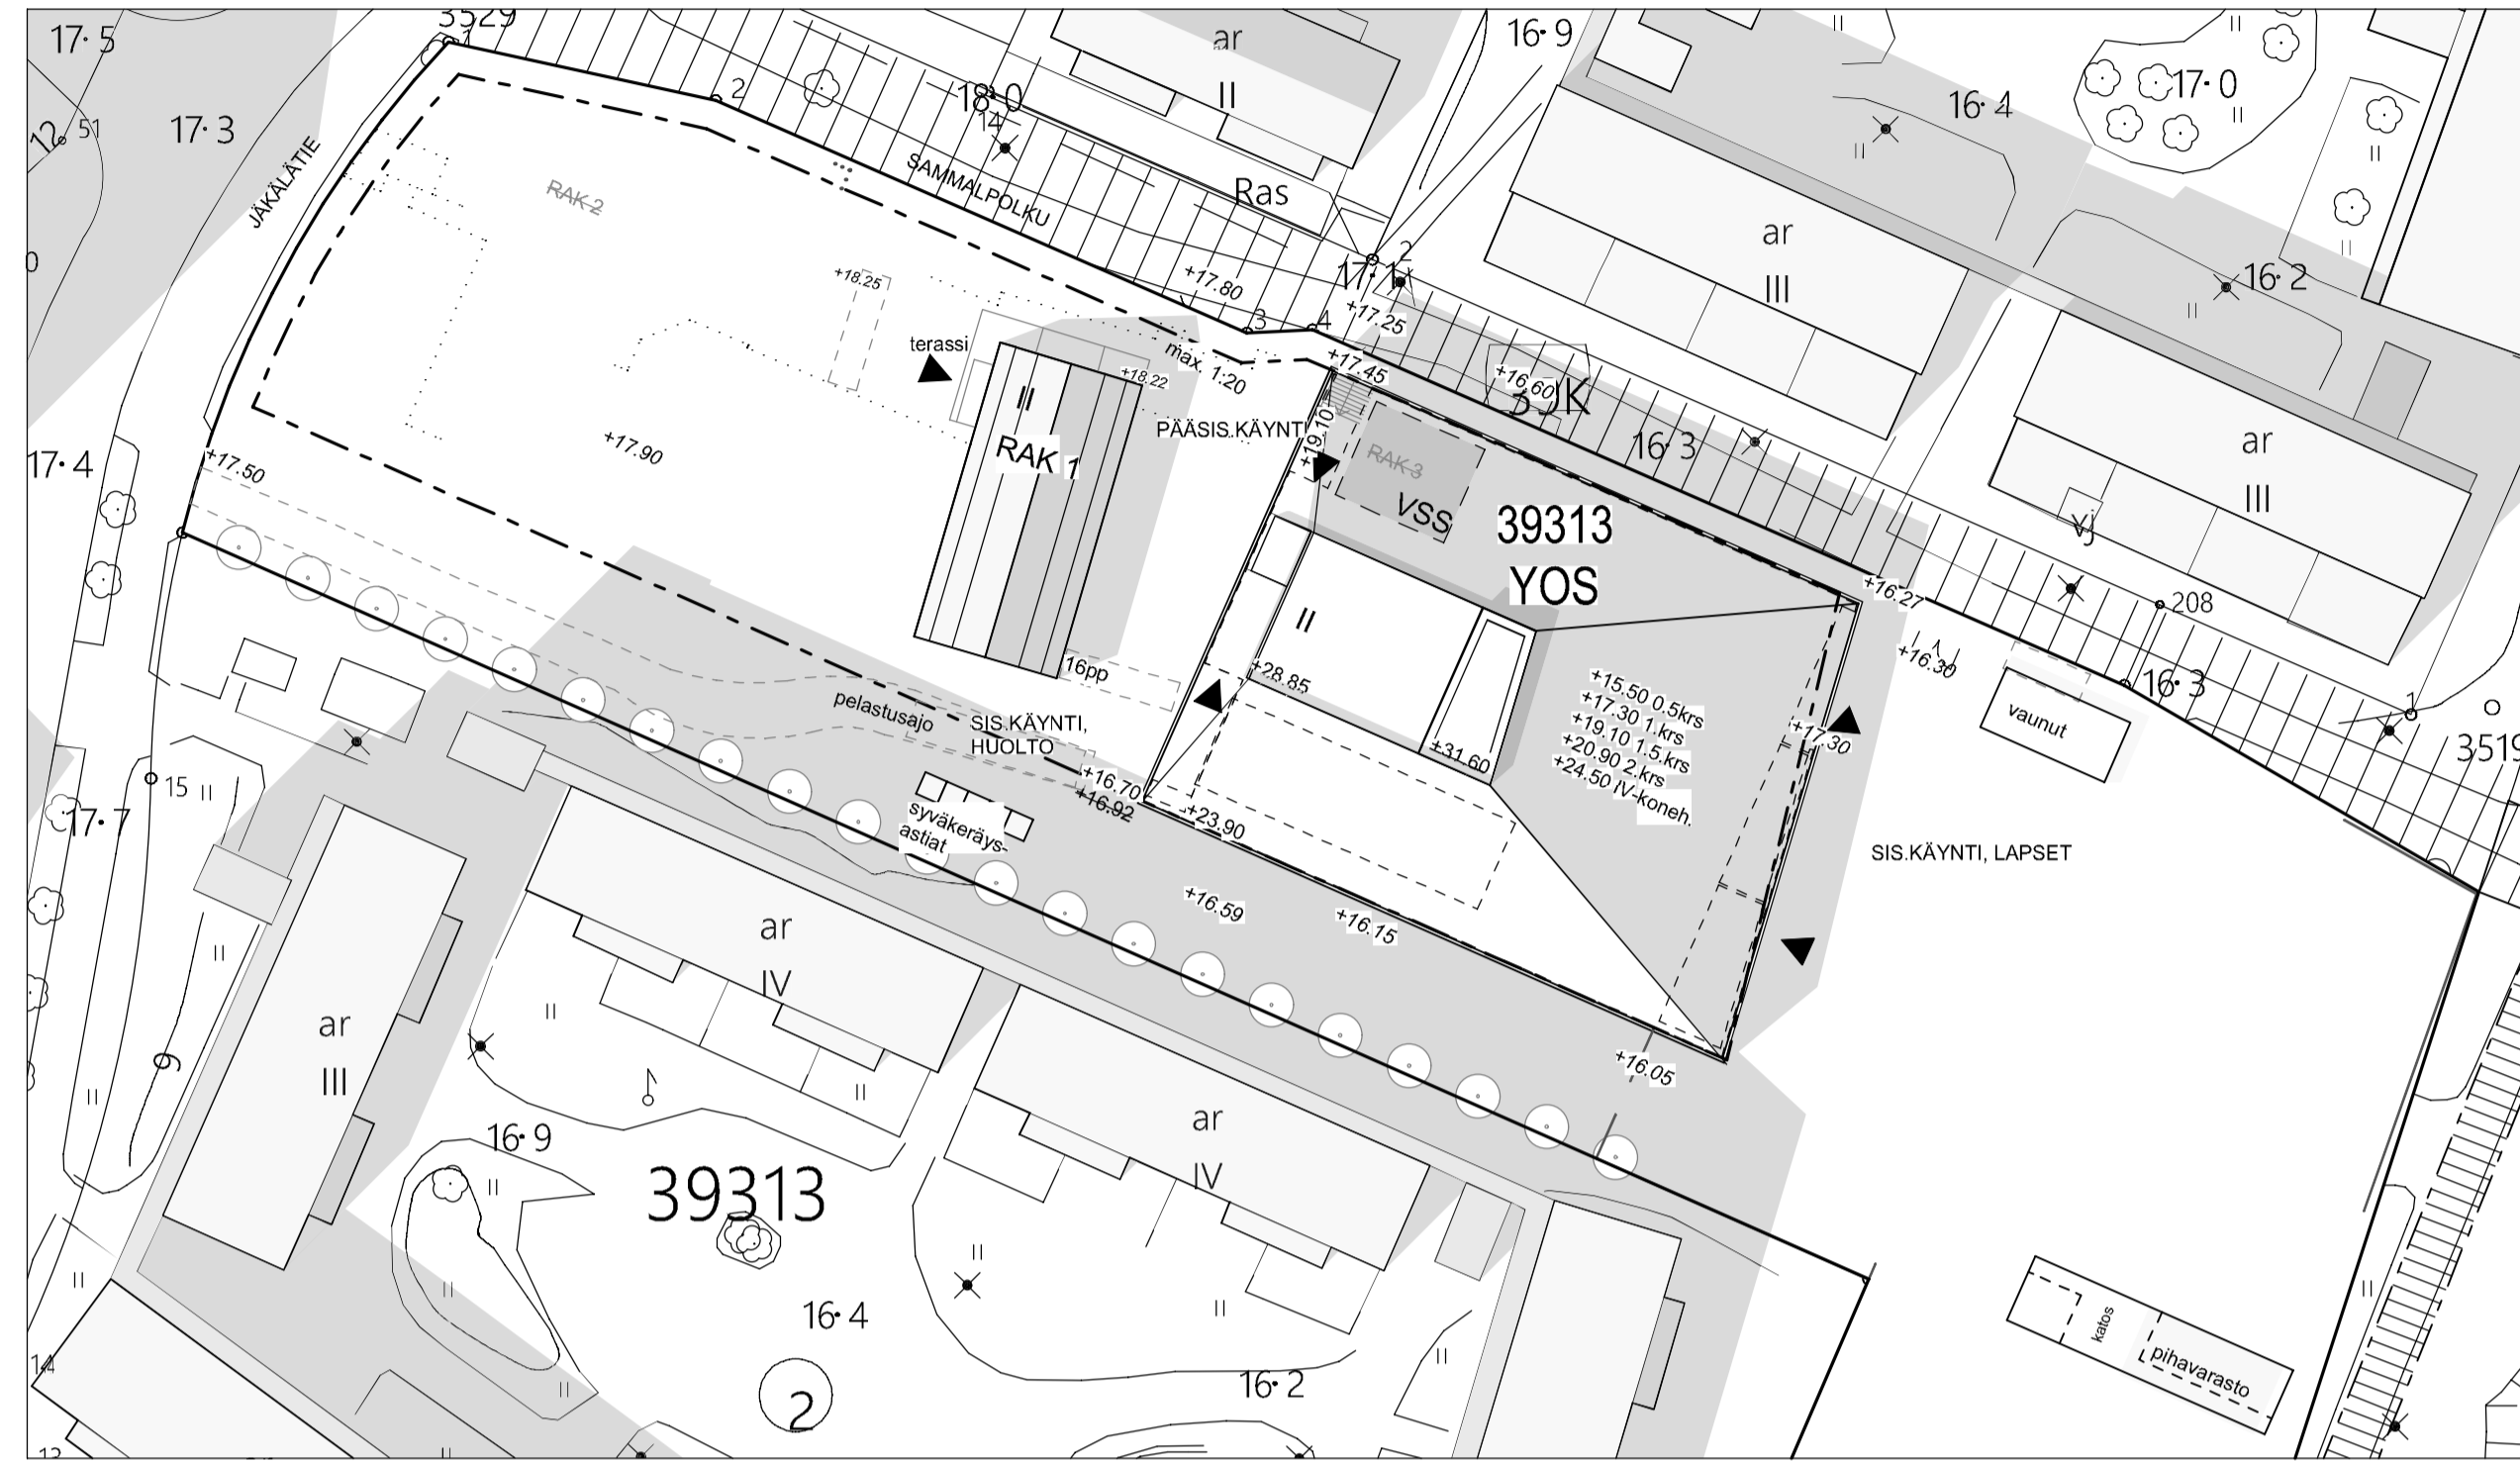 3529
17·5
ar
II
16·9
2
18·0
14
17·0
16·4
12
51
17·3
JÄKÄLÄTIE
RAK 2
SAMMALPOLKU
Ras
ar
III
16·2
2
+18.25
+17.80
17·1
+17.25
3
4
terassi
max. 1:20
+17.45
+18.22
+16.60
II
RAK 1
PÄÄSIS.KÄYNTI
+19.10
RAK 3
VSS
16·3
ar
III
vj
+17.90
17·4
+17.50
39313
YOS
+16.27
208
II
16pp
+28.85
+16.30
16·3
1
vaunut
3519
pelastusajo
SIS.KÄYNTI,
HUOLTO
+15.50 0.5krs
+17.30 1.krs
+19.10 1.5.krs
+20.90 2.krs
+24.50 IV-koneh.
+17.30
+31.60
+16.70
+16.92
+23.90
15
17·7
syväkeräys-
astiat
SIS.KÄYNTI, LAPSET
+16.59
+16.15
ar
IV
ar
III
9
+16.05
ar
IV
16·9
39313
16·4
2
16·2
14
katos
pihavarasto